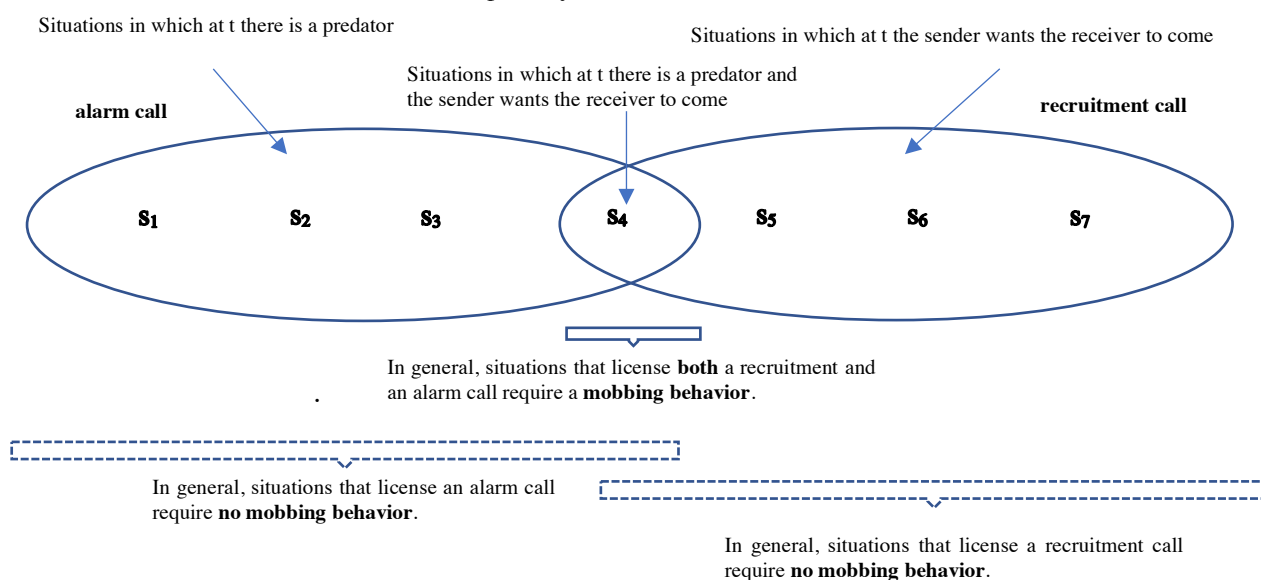 Situations in which at t there is a predator
Situations in which at t the sender wants the receiver to come
Situations in which at t there is a predator and
the sender wants the receiver to come
alarm call
recruitment call
S1 S2 S3 S4 S5 S6 S7
In general, situations that license both a recruitment and
an alarm call require a mobbing behavior.
.
In general, situations that license an alarm call
require no mobbing behavior.
In general, situations that license a recruitment call
require no mobbing behavior.